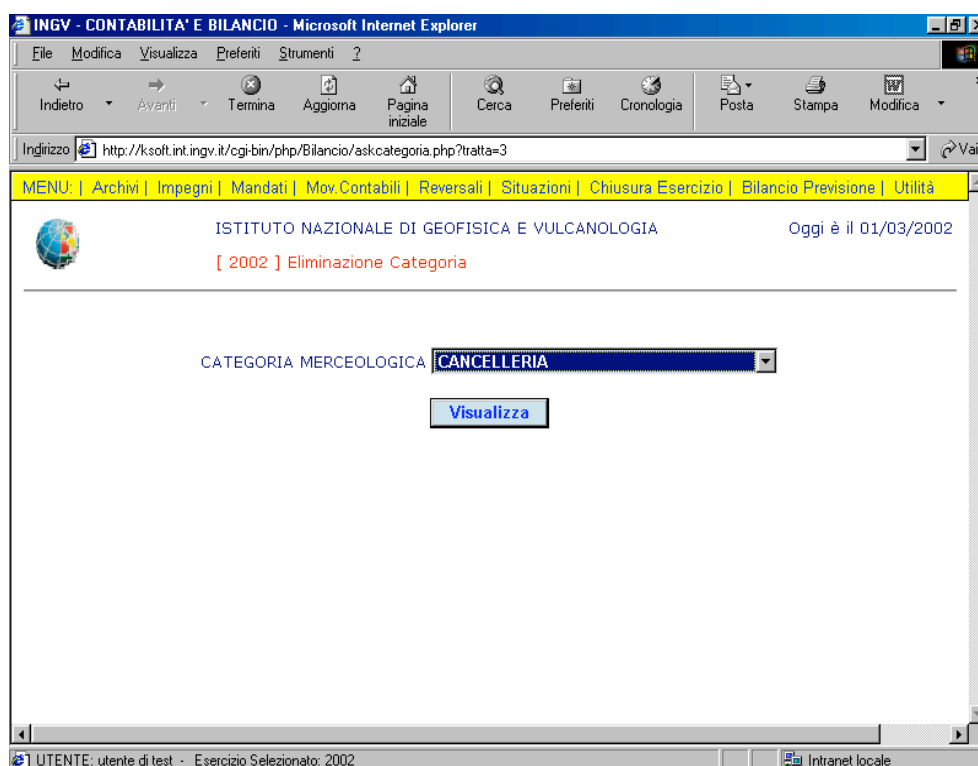 INGV - CONTABILITA' E BILANCIO - Microsoft Internet Explorer
File Modifica Visualizza Preferiti Strumenti ?
Indietro Avanti Termina Aggiorna Pagina iniziale Cerca Preferiti Cronologia Posta Stampa Modifica
Indirizzo http://ksoft.int.ingv.it/cgi-bin/php/Bilancio/askcategoria.php?tratta=3 Vai
MENU: | Archivi | Impegni | Mandati | Mov.Contabili | Reversali | Situazioni | Chiusura Esercizio | Bilancio Previsione | Utilità
ISTITUTO NAZIONALE DI GEOFISICA E VULCANOLOGIA Oggi è il 01/03/2002
[ 2002 ] Eliminazione Categoria
CATEGORIA MERCEOLOGICA CANCELLERIA
Visualizza
UTENTE: utente di test - Esercizio Selezionato: 2002 Intranet locale